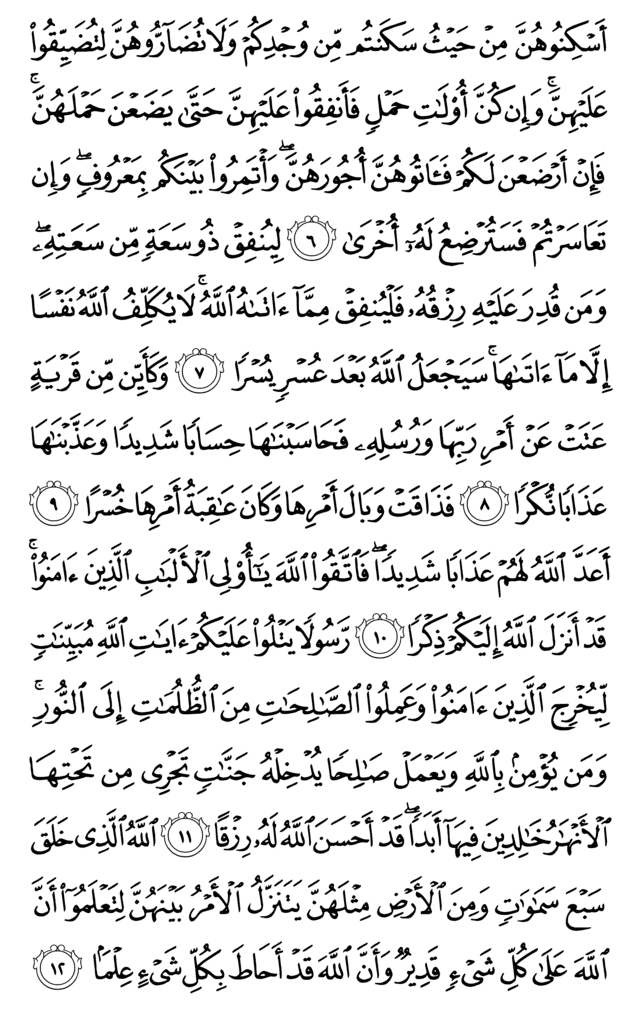 أَسْكِنُوهُنَّ مِنْ حَيْثُ سَكَنتُم مِّن وُجْدِكُمْ وَلَا تُضَآرُّوهُنَّ لِتُضَيِّقُوا۟
عَلَيْهِنَّ ۚ وَإِن كُنَّ أُو۟لَـٰتِ حَمْلٍ فَأَنفِقُوا۟ عَلَيْهِنَّ حَتَّىٰ يَضَعْنَ حَمْلَهُنَّ ۚ
فَإِنْ أَرْضَعْنَ لَكُمْ فَـَٔاتُوهُنَّ أُجُورَهُنَّ ۖ وَأْتَمِرُوا۟ بَيْنَكُم بِمَعْرُوفٍ ۖ وَإِن
تَعَاسَرْتُمْ فَسَتُرْضِعُ لَهُۥٓ أُخْرَىٰ ٦ لِيُنفِقْ ذُو سَعَةٍ مِّن سَعَتِهِۦ ۖ
وَمَن قُدِرَ عَلَيْهِ رِزْقُهُۥ فَلْيُنفِقْ مِمَّآ ءَاتَىٰهُ ٱللَّهُ ۚ لَا يُكَلِّفُ ٱللَّهُ نَفْسًا
إِلَّا مَآ ءَاتَىٰهَا ۚ سَيَجْعَلُ ٱللَّهُ بَعْدَ عُسْرٍ يُسْرًا ٧ وَكَأَيِّن مِّن قَرْيَةٍ
عَتَتْ عَنْ أَمْرِ رَبِّهَا وَرُسُلِهِۦ فَحَاسَبْنَـٰهَا حِسَابًا شَدِيدًا وَعَذَّبْنَـٰهَا
عَذَابًا نُّكْرًا ٨ فَذَاقَتْ وَبَالَ أَمْرِهَا وَكَانَ عَـٰقِبَةُ أَمْرِهَا خُسْرًا ٩
أَعَدَّ ٱللَّهُ لَهُمْ عَذَابًا شَدِيدًا ۖ فَٱتَّقُوا۟ ٱللَّهَ يَـٰٓأُو۟لِى ٱلْأَلْبَـٰبِ ٱلَّذِينَ ءَامَنُوا۟ ۚ
قَدْ أَنزَلَ ٱللَّهُ إِلَيْكُمْ ذِكْرًا ١٠ رَّسُولًا يَتْلُوا۟ عَلَيْكُمْ ءَايَـٰتِ ٱللَّهِ مُبَيِّنَـٰتٍ
لِّيُخْرِجَ ٱلَّذِينَ ءَامَنُوا۟ وَعَمِلُوا۟ ٱلصَّـٰلِحَـٰتِ مِنَ ٱلظُّلُمَـٰتِ إِلَى ٱلنُّورِ ۚ
وَمَن يُؤْمِنۢ بِٱللَّهِ وَيَعْمَلْ صَـٰلِحًا يُدْخِلْهُ جَنَّـٰتٍ تَجْرِى مِن تَحْتِهَا
ٱلْأَنْهَـٰرُ خَـٰلِدِينَ فِيهَآ أَبَدًا ۖ قَدْ أَحْسَنَ ٱللَّهُ لَهُۥ رِزْقًا ١١ ٱللَّهُ ٱلَّذِى خَلَقَ
سَبْعَ سَمَـٰوَٰتٍ وَمِنَ ٱلْأَرْضِ مِثْلَهُنَّ يَتَنَزَّلُ ٱلْأَمْرُ بَيْنَهُنَّ لِتَعْلَمُوٓا۟ أَنَّ
ٱللَّهَ عَلَىٰ كُلِّ شَىْءٍ قَدِيرٌ وَأَنَّ ٱللَّهَ قَدْ أَحَاطَ بِكُلِّ شَىْءٍ عِلْمًۢا ١٢